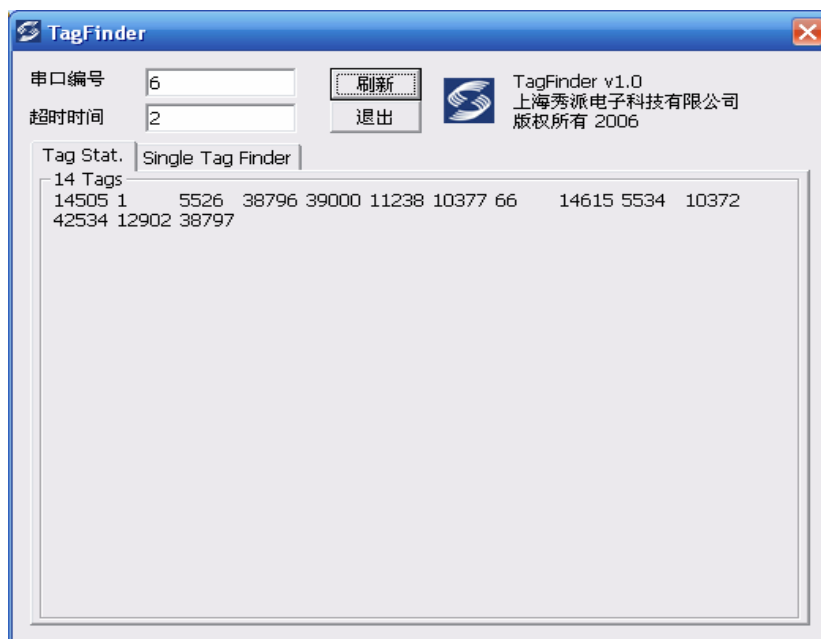 TagFinder
串口编号 6 刷新
超时时间 2 退出
TagFinder v1.0
上海秀派电子科技有限公司
版权所有 2006
Tag Stat. Single Tag Finder
14 Tags
14505 1 5526 38796 39000 11238 10377 66 14615 5534 10372
42534 12902 38797